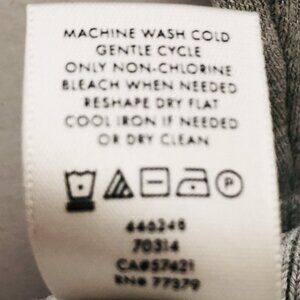 MACHINE WASH COLD
GENTLE CYCLE
ONLY NON-CHLORINE
BLEACH WHEN NEEDED
RESHAPE DRY FLAT
COOL IRON IF NEEDED
OR DRY CLEAN
P
446248
70314
CA#57421
RN# 77379